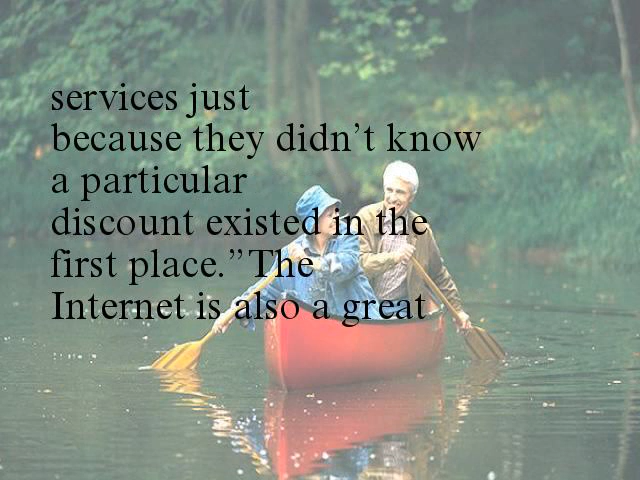 services just
because they didn’t know
a particular
discount existed in the
first place.” The
Internet is also a great